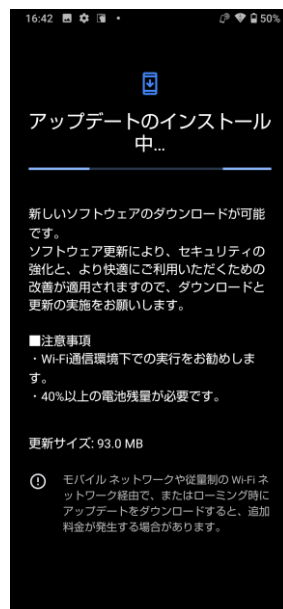 16:42
50%
アップデートのインストール
中...
新しいソフトウェアのダウンロードが可能
です。
ソフトウェア更新により、セキュリティの
強化と、より快適にご利用いただくための
改善が適用されますので、ダウンロードと
更新の実施をお願いします。
■注意事項
・Wi-Fi通信環境下での実行をお勧めしま
す。
・40%以上の電池残量が必要です。
更新サイズ: 93.0 MB
モバイル ネットワークや従量制の Wi-Fi ネ
ットワーク経由で、またはローミング時に
アップデートをダウンロードすると、追加
料金が発生する場合があります。